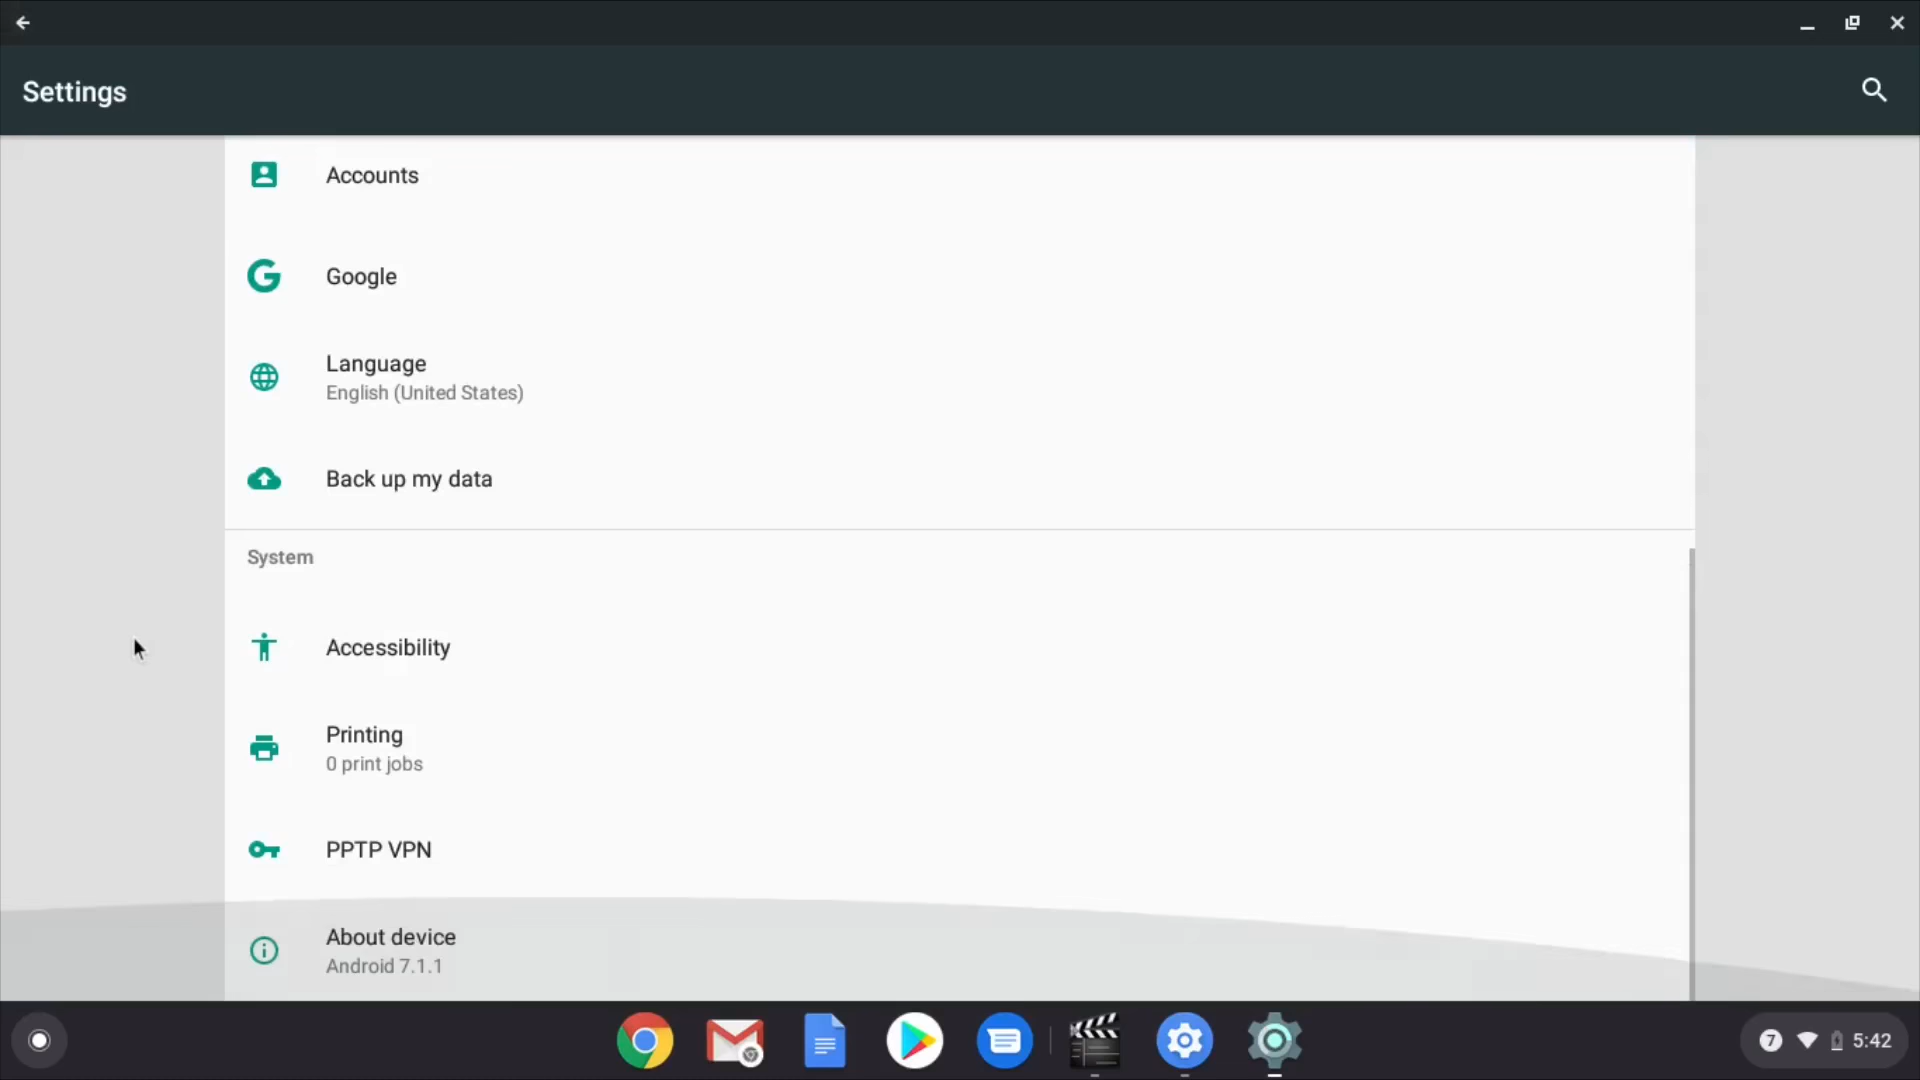 Settings
Accounts
Google
Language
English (United States)
Back up my data
System
Accessibility
Printing
0 print jobs
PPTP VPN
About device
Android 7.1.1
7 5:42